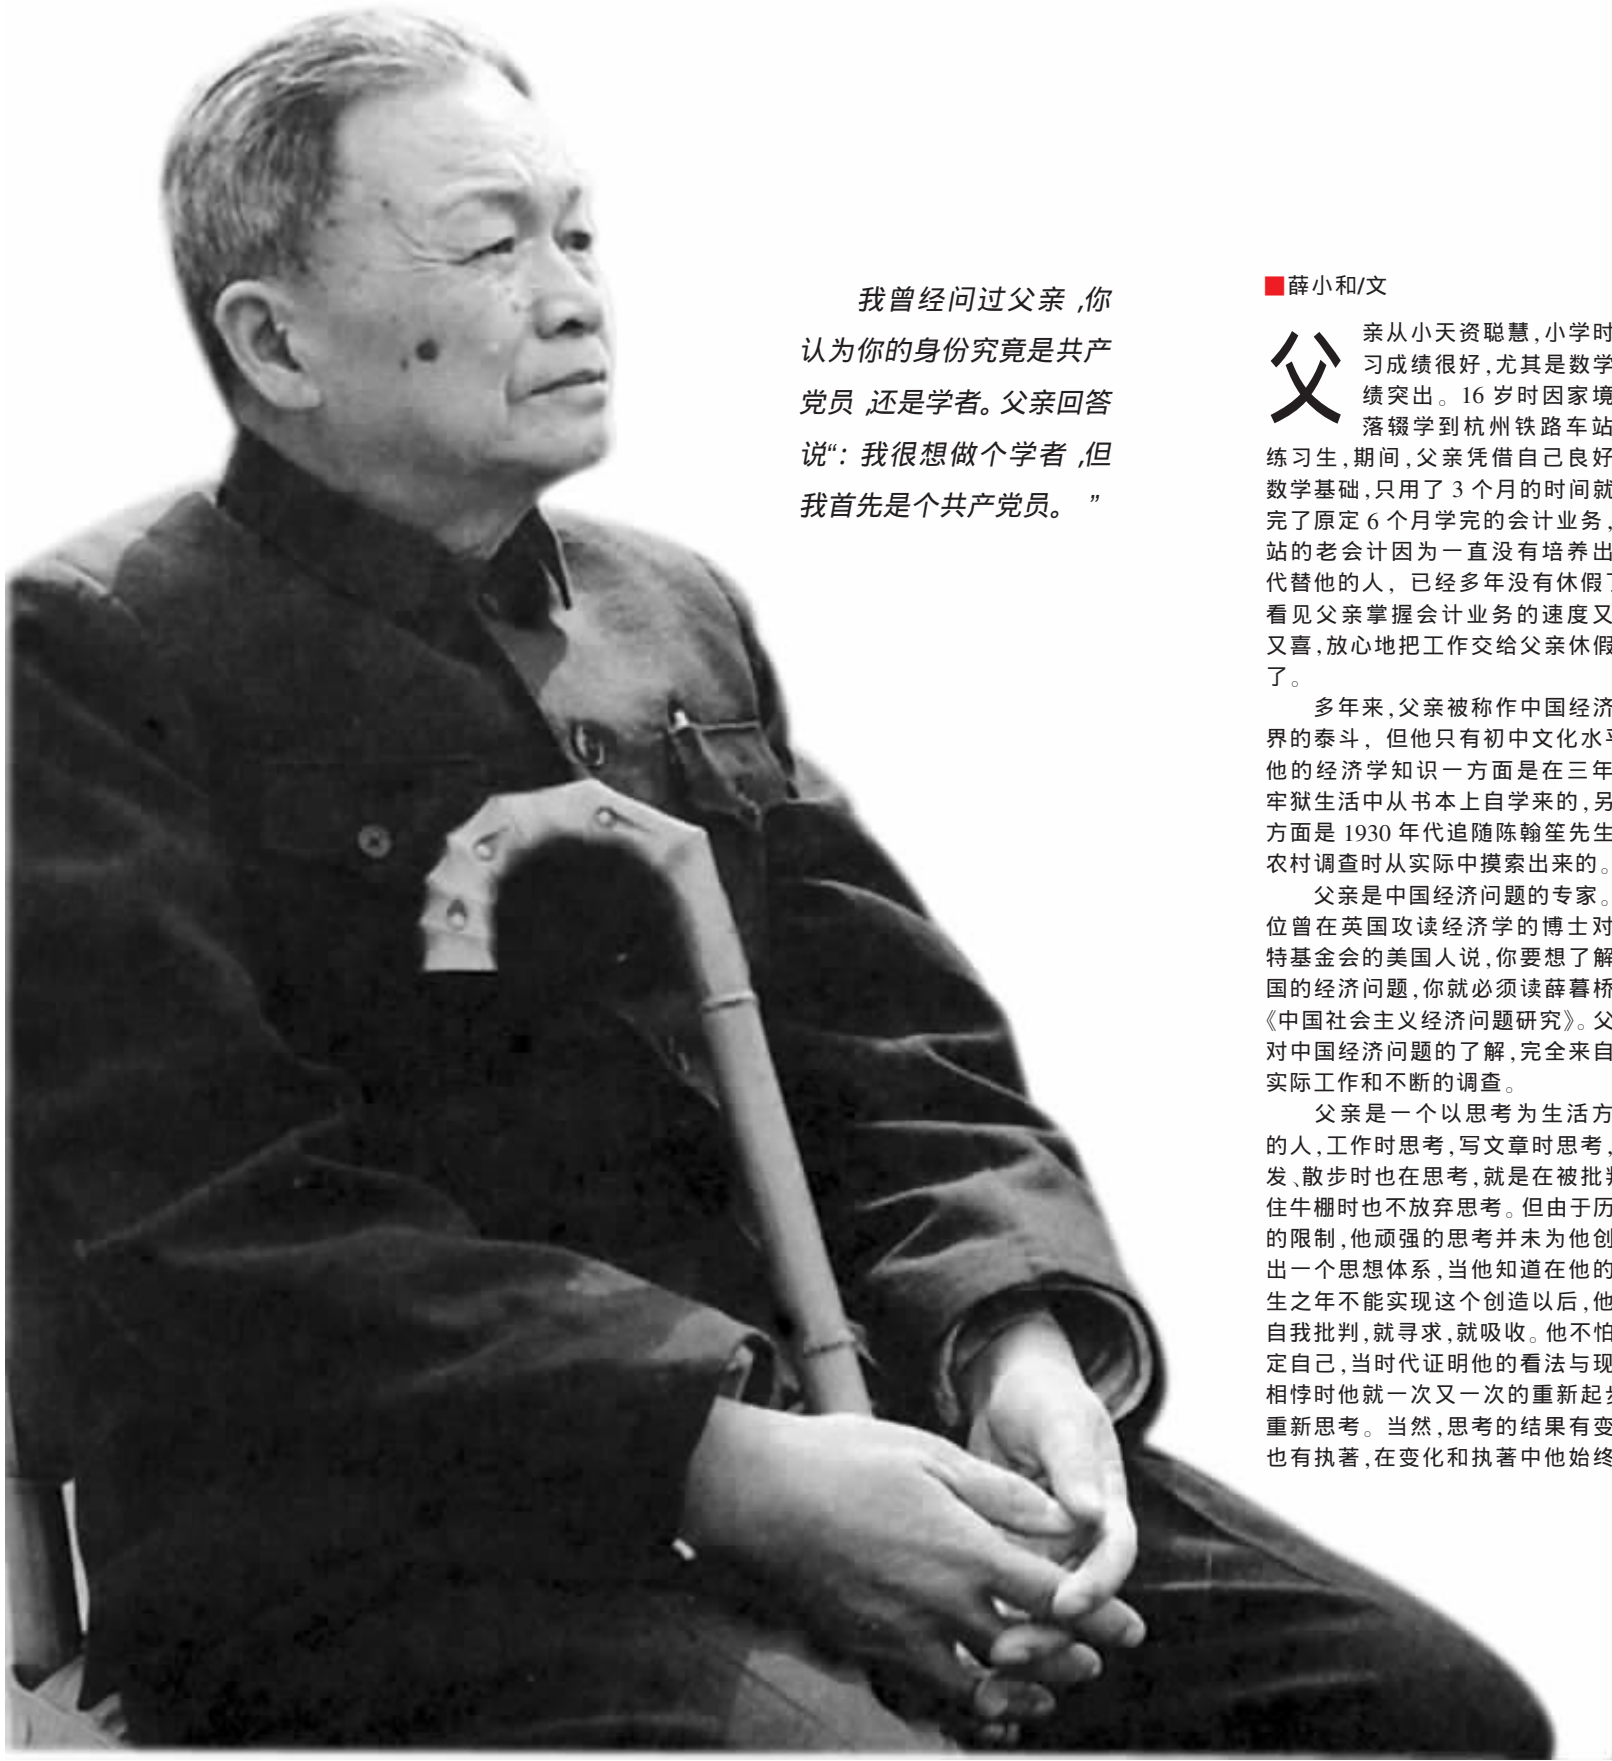 我曾经问过父亲,你
认为你的身份究竟是共产
党员,还是学者。父亲回答
说“:我很想做个学者,但
我首先是个共产党员。”
■薛小和/文
父亲从小天资聪慧,小学时
习成绩很好,尤其是数学
绩突出。16 岁时因家境
落辍学到杭州铁路车站
练习生,期间,父亲凭借自己良好
数学基础,只用了 3 个月的时间就
完了原定 6 个月学完的会计业务,
站的老会计因为一直没有培养出
代替他的人,已经多年没有休假了
看见父亲掌握会计业务的速度又
又喜,放心地把工作交给父亲休假
了。
多年来,父亲被称作中国经济
界的泰斗,但他只有初中文化水平
他的经济学知识一方面是在三年
牢狱生活中从书本上自学来的,另
方面是 1930 年代追随陈翰笙先生
农村调查时从实际中摸索出来的。
父亲是中国经济问题的专家。
位曾在英国攻读经济学的博士对
特基金会的美国人说,你要想了解
国的经济问题,你就必须读薛暮桥
《中国社会主义经济问题研究》。父
对中国经济问题的了解,完全来自
实际工作和不断的调查。
父亲是一个以思考为生活方
的人,工作时思考,写文章时思考,
发、散步时也在思考,就是在被批判
住牛棚时也不放弃思考。但由于历
的限制,他顽强的思考并未为他创
出一个思想体系,当他知道在他的
生之年不能实现这个创造以后,他
自我批判,就寻求,就吸收。他不怕
定自己,当时代证明他的看法与现
相悖时他就一次又一次的重新起步
重新思考。当然,思考的结果有变
也有执著,在变化和执著中他始终